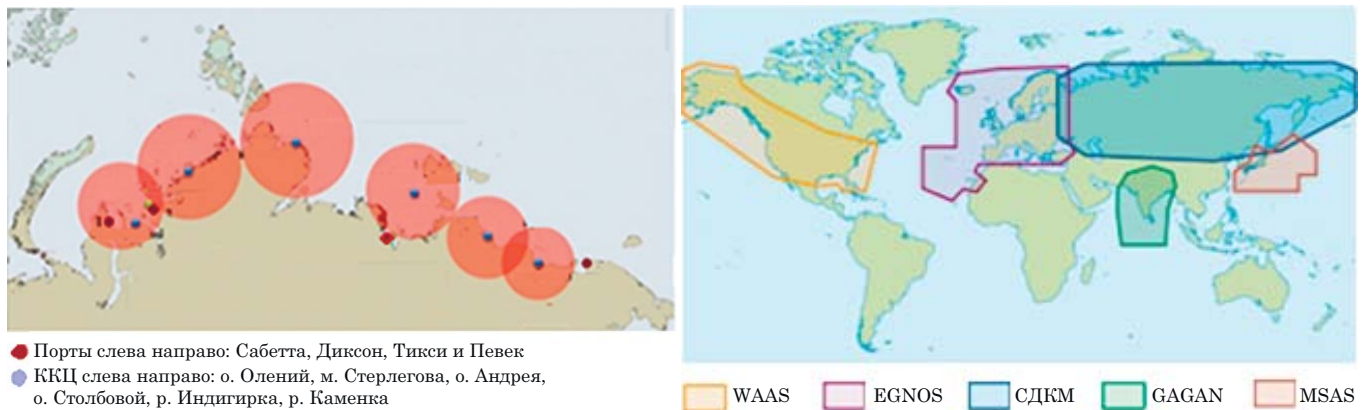 Порты слева направо: Сабетта, Диксон, Тикси и Певек
ККЦ слева направо: о. Олений, м. Стерлегова, о. Андрея,
о. Столбовой, р. Индигирка, р. Каменка
WAAS EGNOS СДКМ GAGAN MSAS